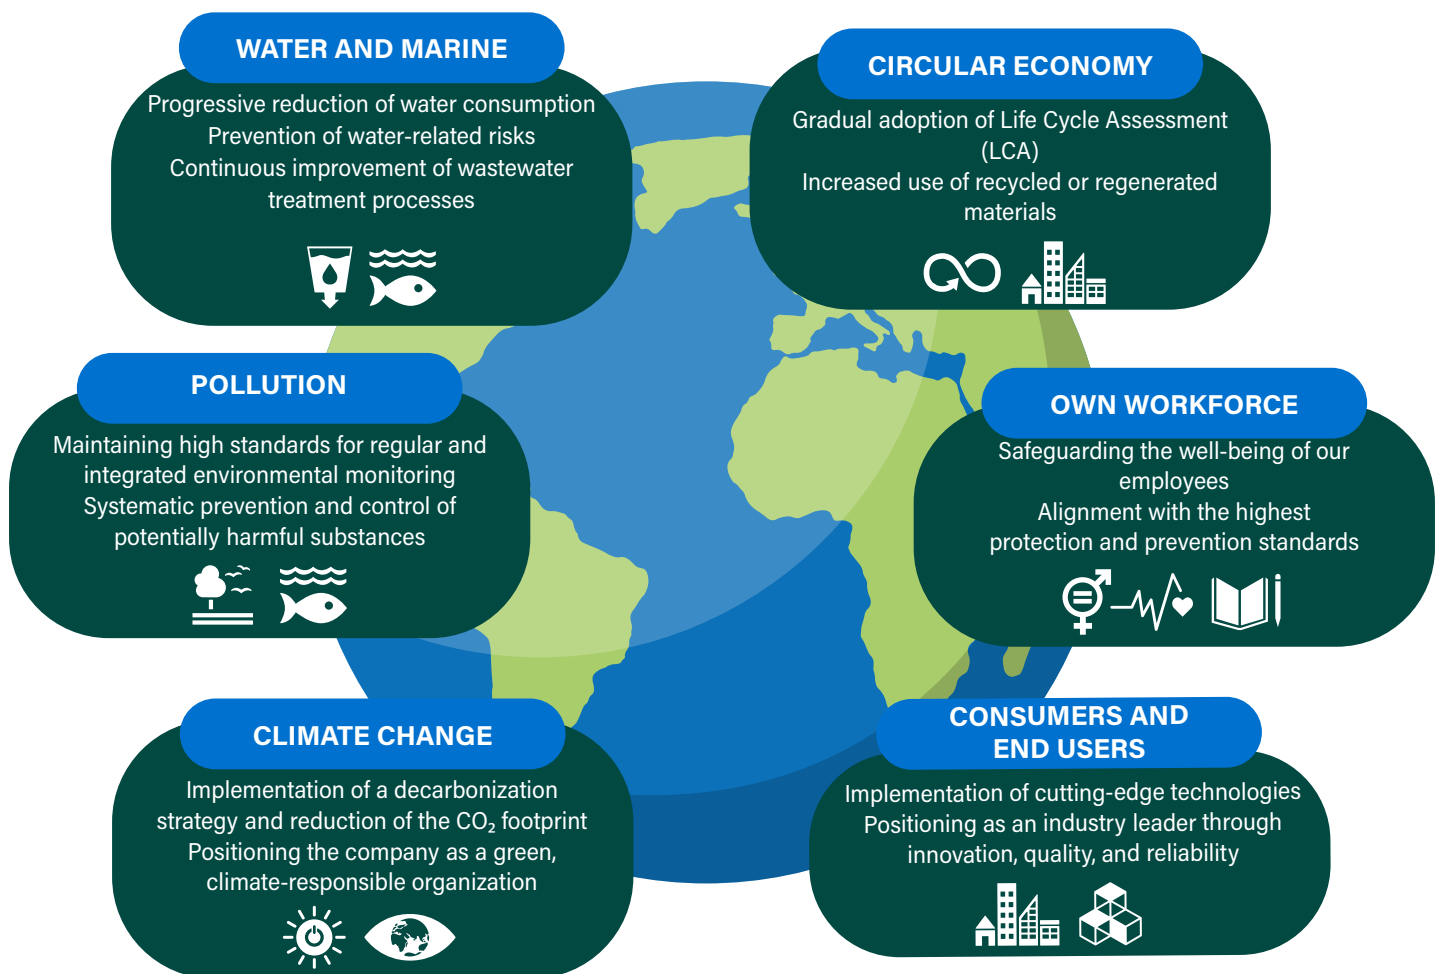 WATER AND MARINE
Progressive reduction of water consumption
Prevention of water-related risks
Continuous improvement of wastewater
treatment processes
CIRCULAR ECONOMY
Gradual adoption of Life Cycle Assessment
(LCA)
Increased use of recycled or regenerated
materials
POLLUTION
Maintaining high standards for regular and
integrated environmental monitoring
Systematic prevention and control of
potentially harmful substances
OWN WORKFORCE
Safeguarding the well-being of our
employees
Alignment with the highest
protection and prevention standards
CLIMATE CHANGE
Implementation of a decarbonization
strategy and reduction of the CO₂ footprint
Positioning the company as a green,
climate-responsible organization
CONSUMERS AND
END USERS
Implementation of cutting-edge technologies
Positioning as an industry leader through
innovation, quality, and reliability